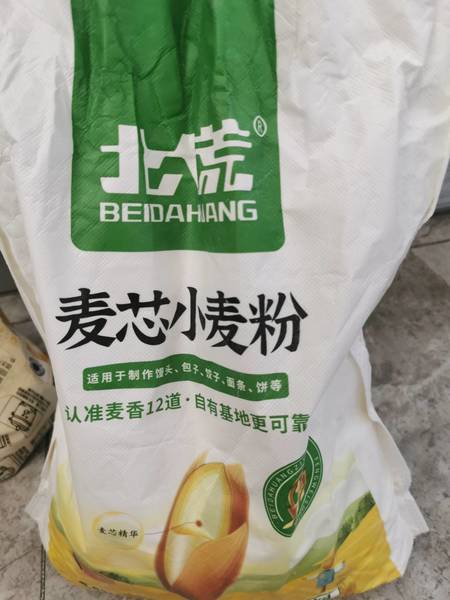 北大荒®
BEIDAHUANG
麦芯小麦粉
适用于制作馒头、包子、饺子、面条、饼等
认准麦香12道·自有基地更可靠
麦芯精华